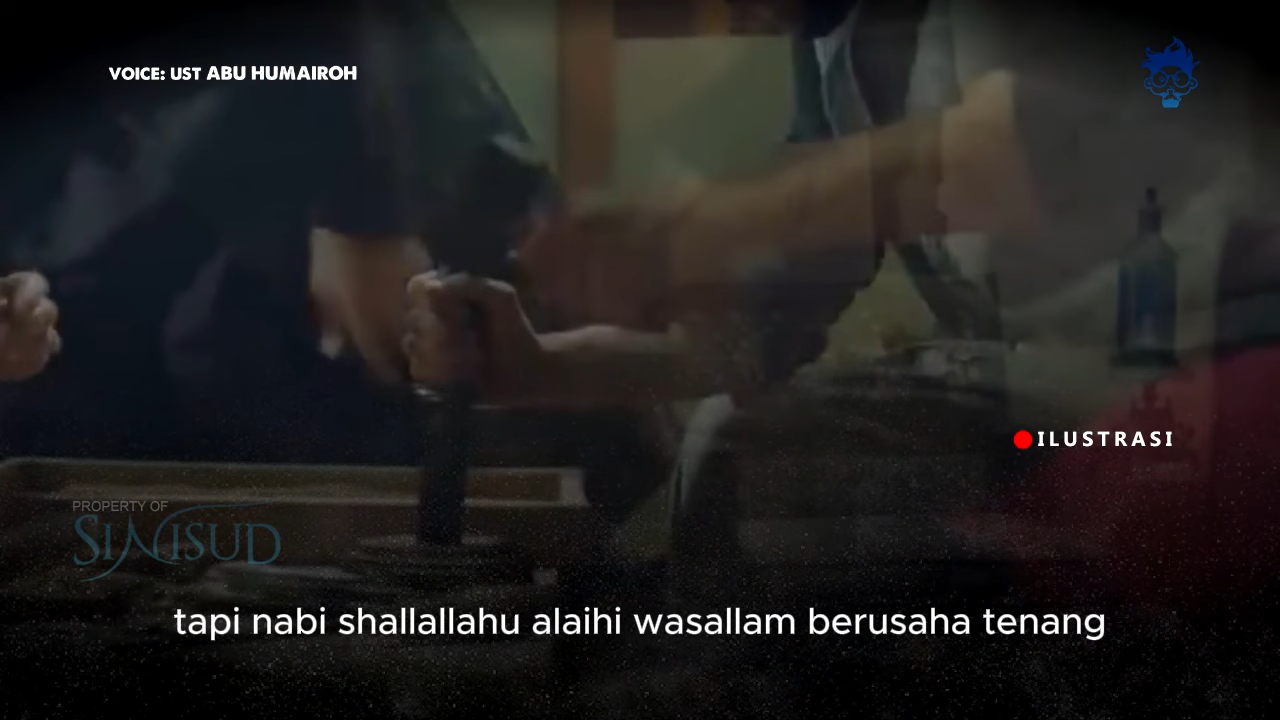 VOICE: UST ABU HUMAIROH
ILUSTRASI
PROPERTY OF
SINISUD
tapi nabi shallallahu alaihi wasallam berusaha tenang